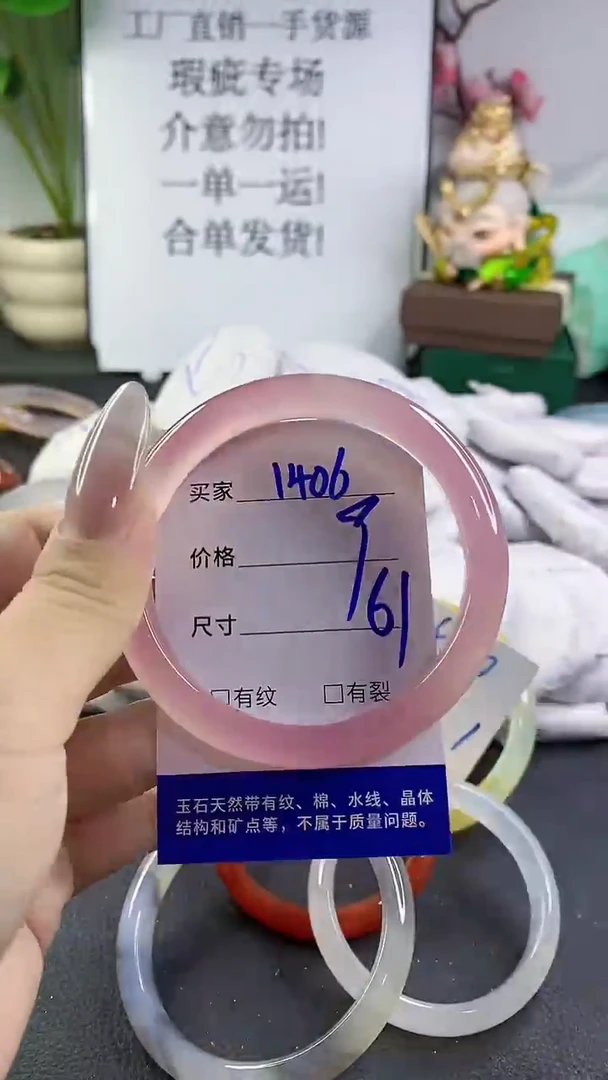 工厂直销一手货源
瑕疵专场
介意勿拍!
一单一运!
合单发货!
买家 1406
价格
尺寸 61
□有纹 □有裂
玉石天然带有纹、棉、水线、晶体
结构和矿点等，不属于质量问题。